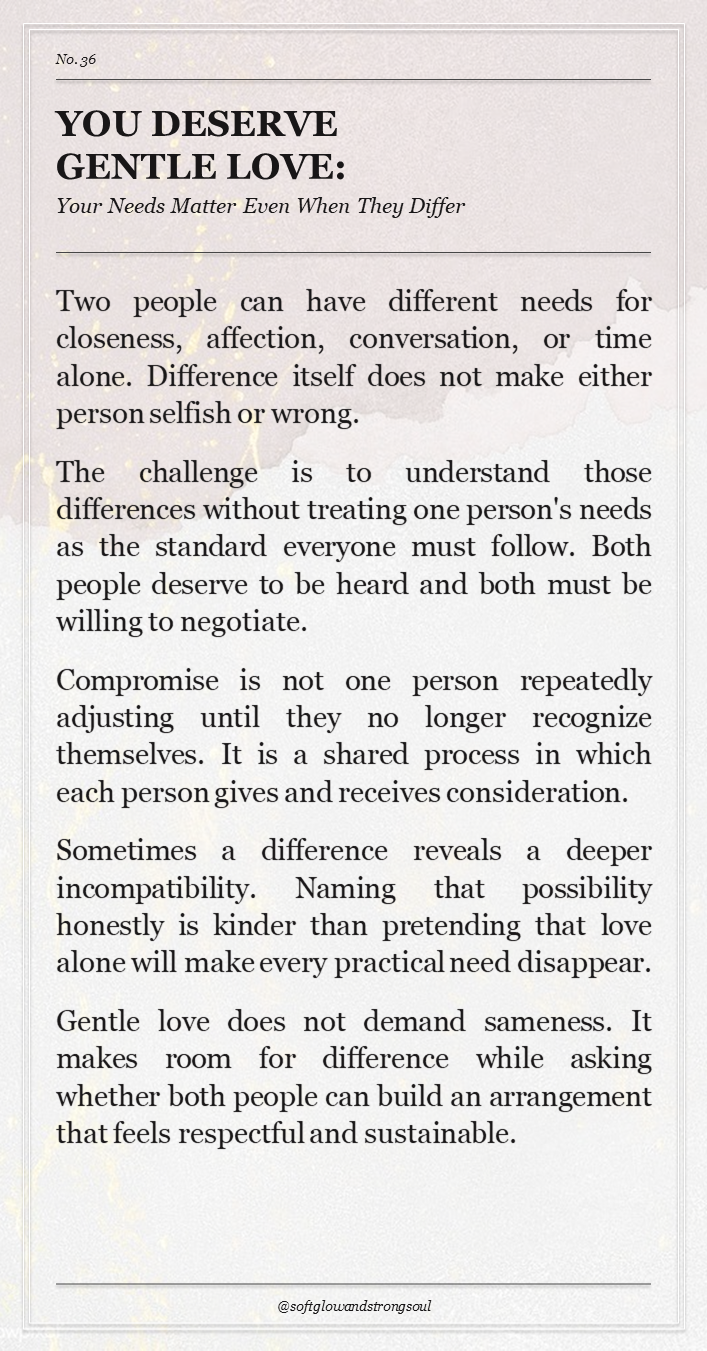 No. 36
YOU DESERVE
GENTLE LOVE:
Your Needs Matter Even When They Differ
Two people can have different needs for
closeness, affection, conversation, or time
alone. Difference itself does not make either
person selfish or wrong.
The challenge is to understand those
differences without treating one person's needs
as the standard everyone must follow. Both
people deserve to be heard and both must be
willing to negotiate.
Compromise is not one person repeatedly
adjusting until they no longer recognize
themselves. It is a shared process in which
each person gives and receives consideration.
Sometimes a difference reveals a deeper
incompatibility. Naming that possibility
honestly is kinder than pretending that love
alone will make every practical need disappear.
Gentle love does not demand sameness. It
makes room for difference while asking
whether both people can build an arrangement
that feels respectful and sustainable.
@softglowandstrongsoul